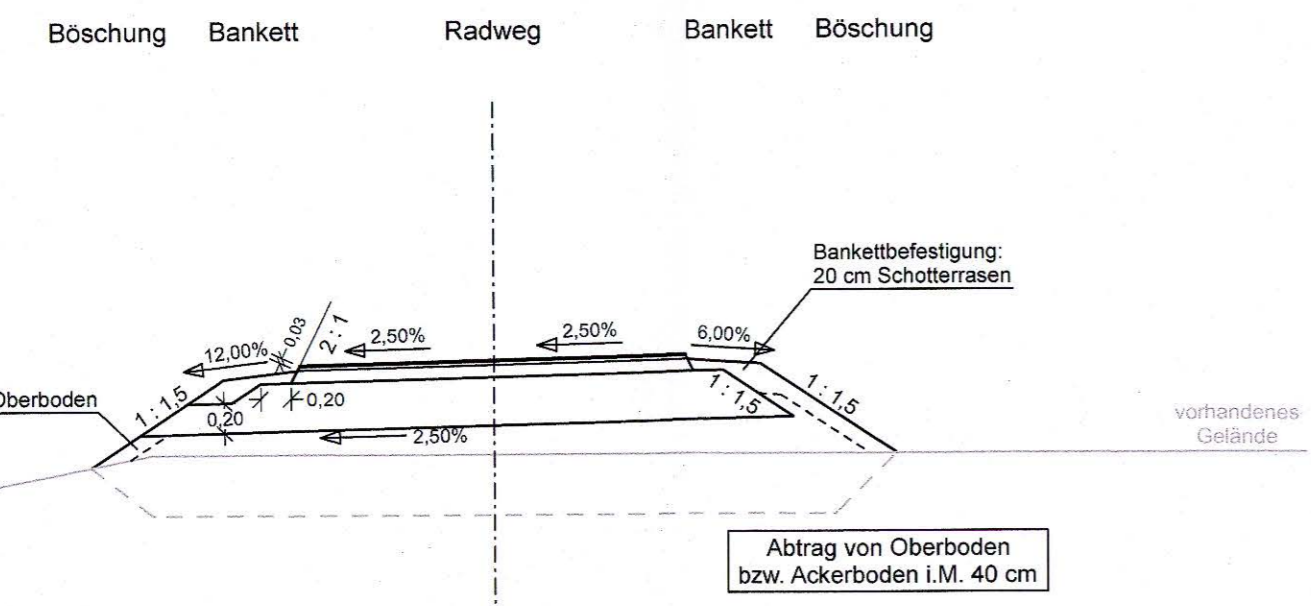 Böschung Bankett Radweg Bankett Böschung
Bankettbefestigung:
20 cm Schotterrasen
12,00% 0,03 2 : 1 2,50% 2,50% 6,00%
Oberboden 1 : 1,5 0,20 0,20 1 : 1,5 1 : 1,5
2,50%
vorhandenes
Gelände
Abtrag von Oberboden
bzw. Ackerboden i.M. 40 cm